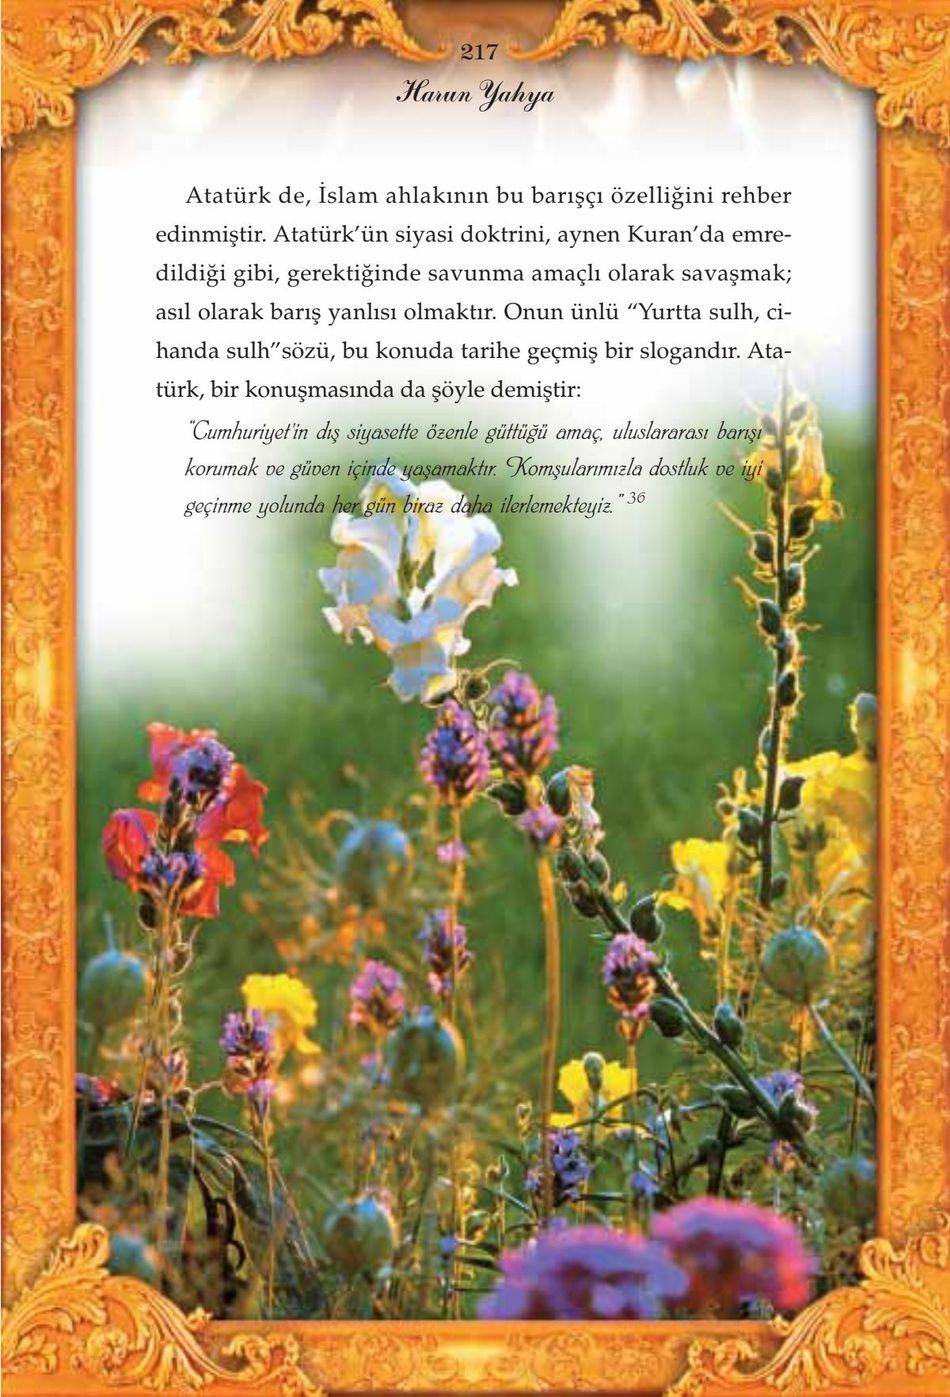 217
Harun Yahya
Atatürk de, İslam ahlakının bu barışçı özelliğini rehber
edinmiştir. Atatürk'ün siyasi doktrini, aynen Kuran'da emre-
dildiği gibi, gerektiğinde savunma amaçlı olarak savaşmak;
asıl olarak barış yanlısı olmaktır. Onun ünlü “Yurtta sulh, ci-
handa sulh”sözü, bu konuda tarihe geçmiş bir slogandır. Ata-
türk, bir konuşmasında da şöyle demiştir:
“Cumhuriyet'in dış siyasette özenle güttüğü amaç, uluslararası barışı
korumak ve güven içinde yaşamaktır. Komşularımızla dostluk ve iyi
geçinme yolunda her gün biraz daha ilerlemekteyiz.” 36